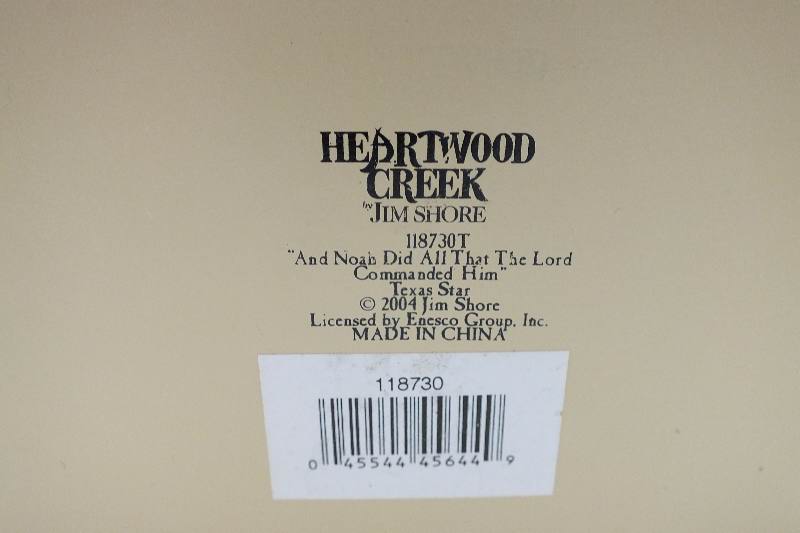 HEARTWOOD
CREEK
by JIM SHORE
118730T
"And Noah Did All That The Lord
Commanded Him"
Texas Star
© 2004 Jim Shore
Licensed by Enesco Group, Inc.
MADE IN CHINA
118730
0 45544 45644 9